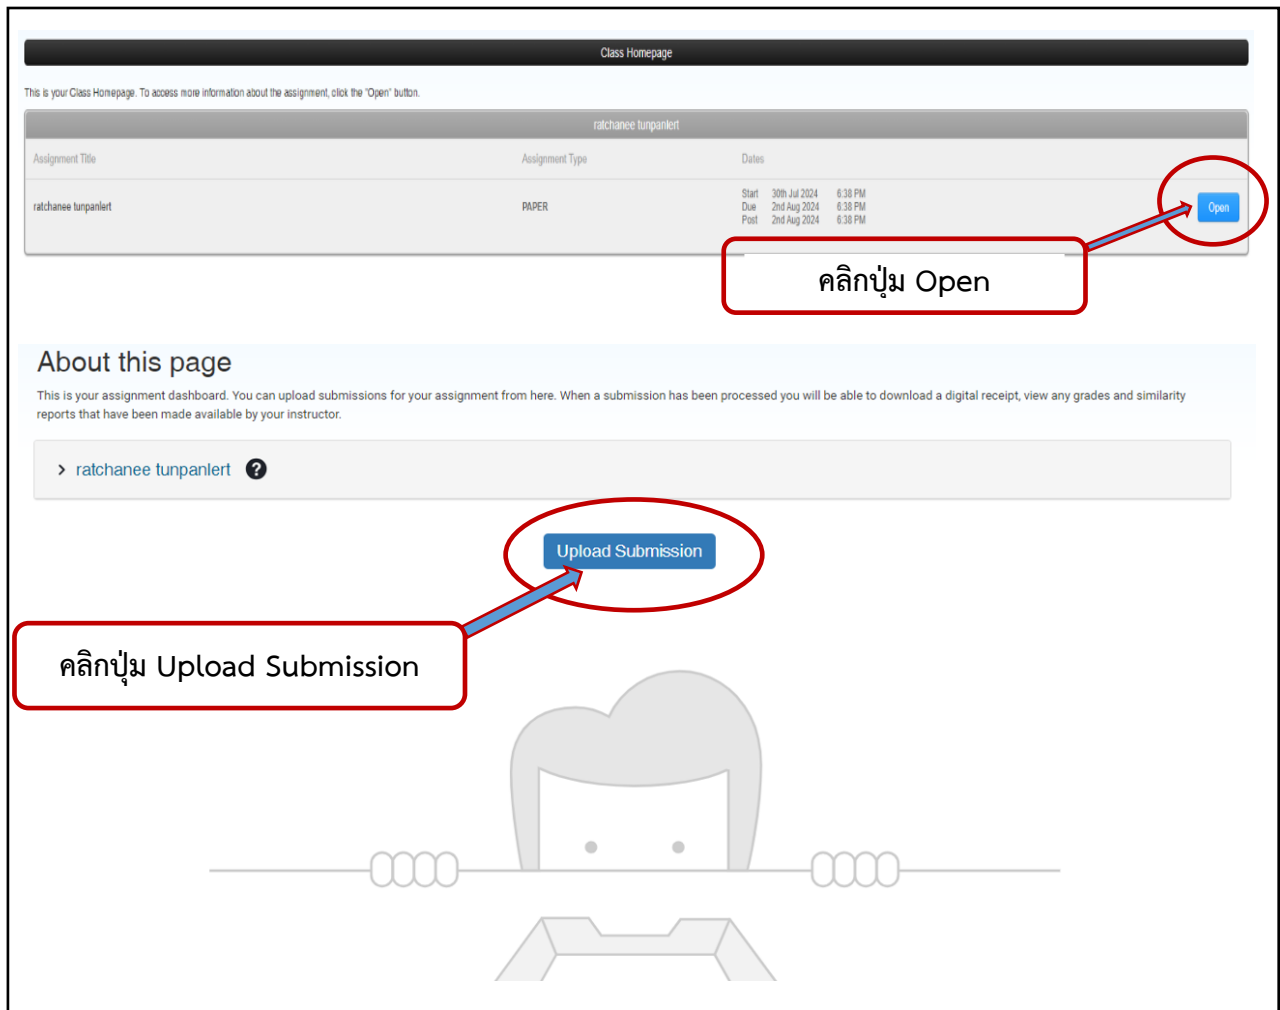 Class Homepage
This is your Class Homepage. To access more information about the assignment, click the "Open" button.
ratchanee tunpanlert
Assignment Title Assignment Type Dates
ratchanee tunpanlert PAPER
Start 30th Jul 2024 6:38 PM
Due 2nd Aug 2024 6:38 PM
Post 2nd Aug 2024 6:38 PM
Open
คลิกปุ่ม Open
About this page
This is your assignment dashboard. You can upload submissions for your assignment from here. When a submission has been processed you will be able to download a digital receipt, view any grades and similarity
reports that have been made available by your instructor.
> ratchanee tunpanlert ?
Upload Submission
คลิกปุ่ม Upload Submission